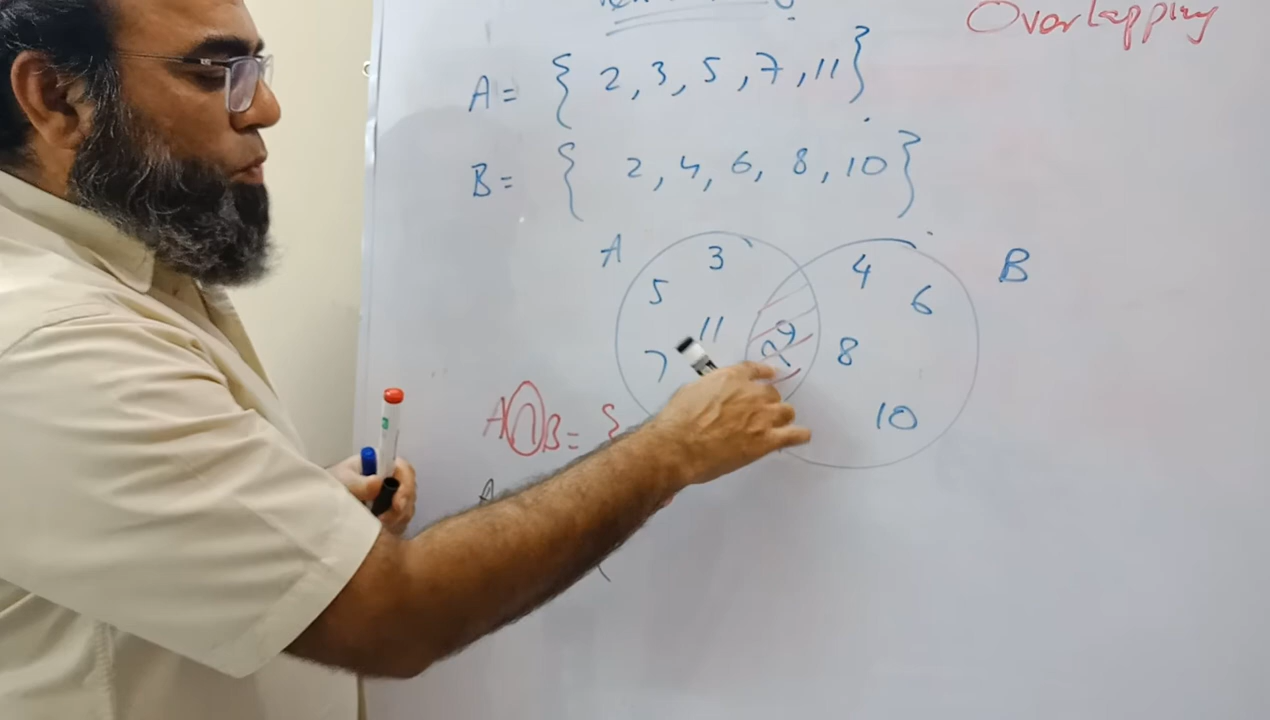 Overlapping
A = { 2, 3, 5, 7, 11 }
B = { 2, 4, 6, 8, 10 }
A B
3 4
5 6
11 2 8
7
10
A∩B = {
A